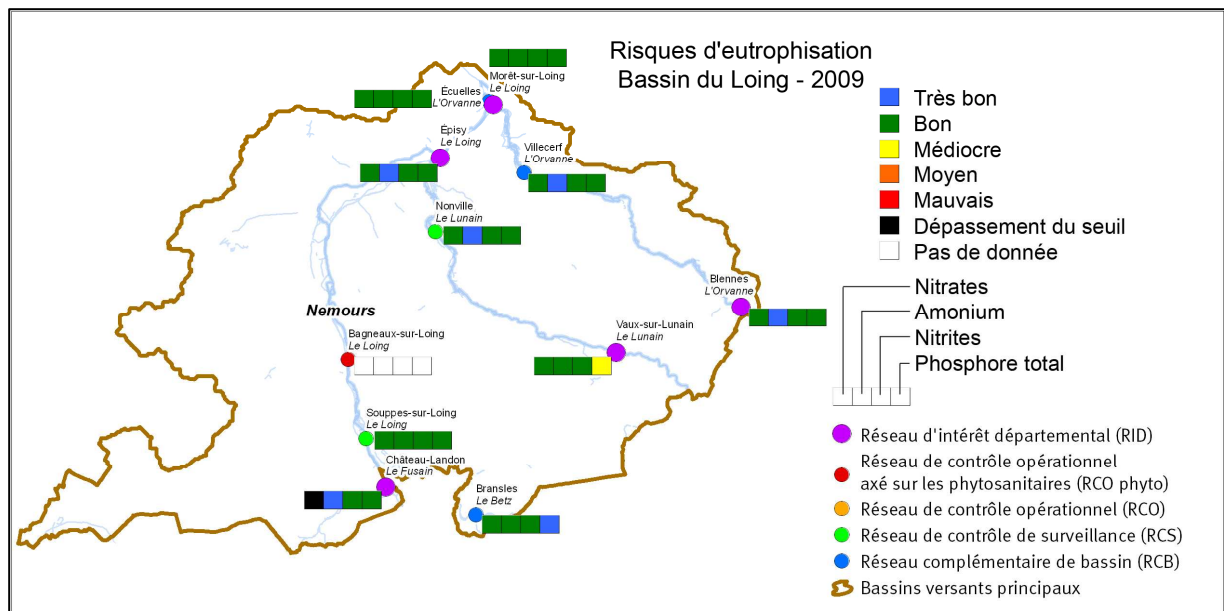 Risques d'eutrophisation
Bassin du Loing - 2009
Morêt-sur-Loing
Le Loing
Écuelles
L'Orvanne
Épisy
Le Loing
Villecerf
L'Orvanne
Nonville
Le Lunain
Blennes
L'Orvanne
Nemours
Bagneaux-sur-Loing
Le Loing
Vaux-sur-Lunain
Le Lunain
Souppes-sur-Loing
Le Loing
Château-Landon
Le Fusain
Bransles
Le Betz
Très bon
Bon
Médiocre
Moyen
Mauvais
Dépassement du seuil
Pas de donnée
Nitrates
Amonium
Nitrites
Phosphore total
Réseau d'intérêt départemental (RID)
Réseau de contrôle opérationnel
axé sur les phytosanitaires (RCO phyto)
Réseau de contrôle opérationnel (RCO)
Réseau de contrôle de surveillance (RCS)
Réseau complémentaire de bassin (RCB)
Bassins versants principaux